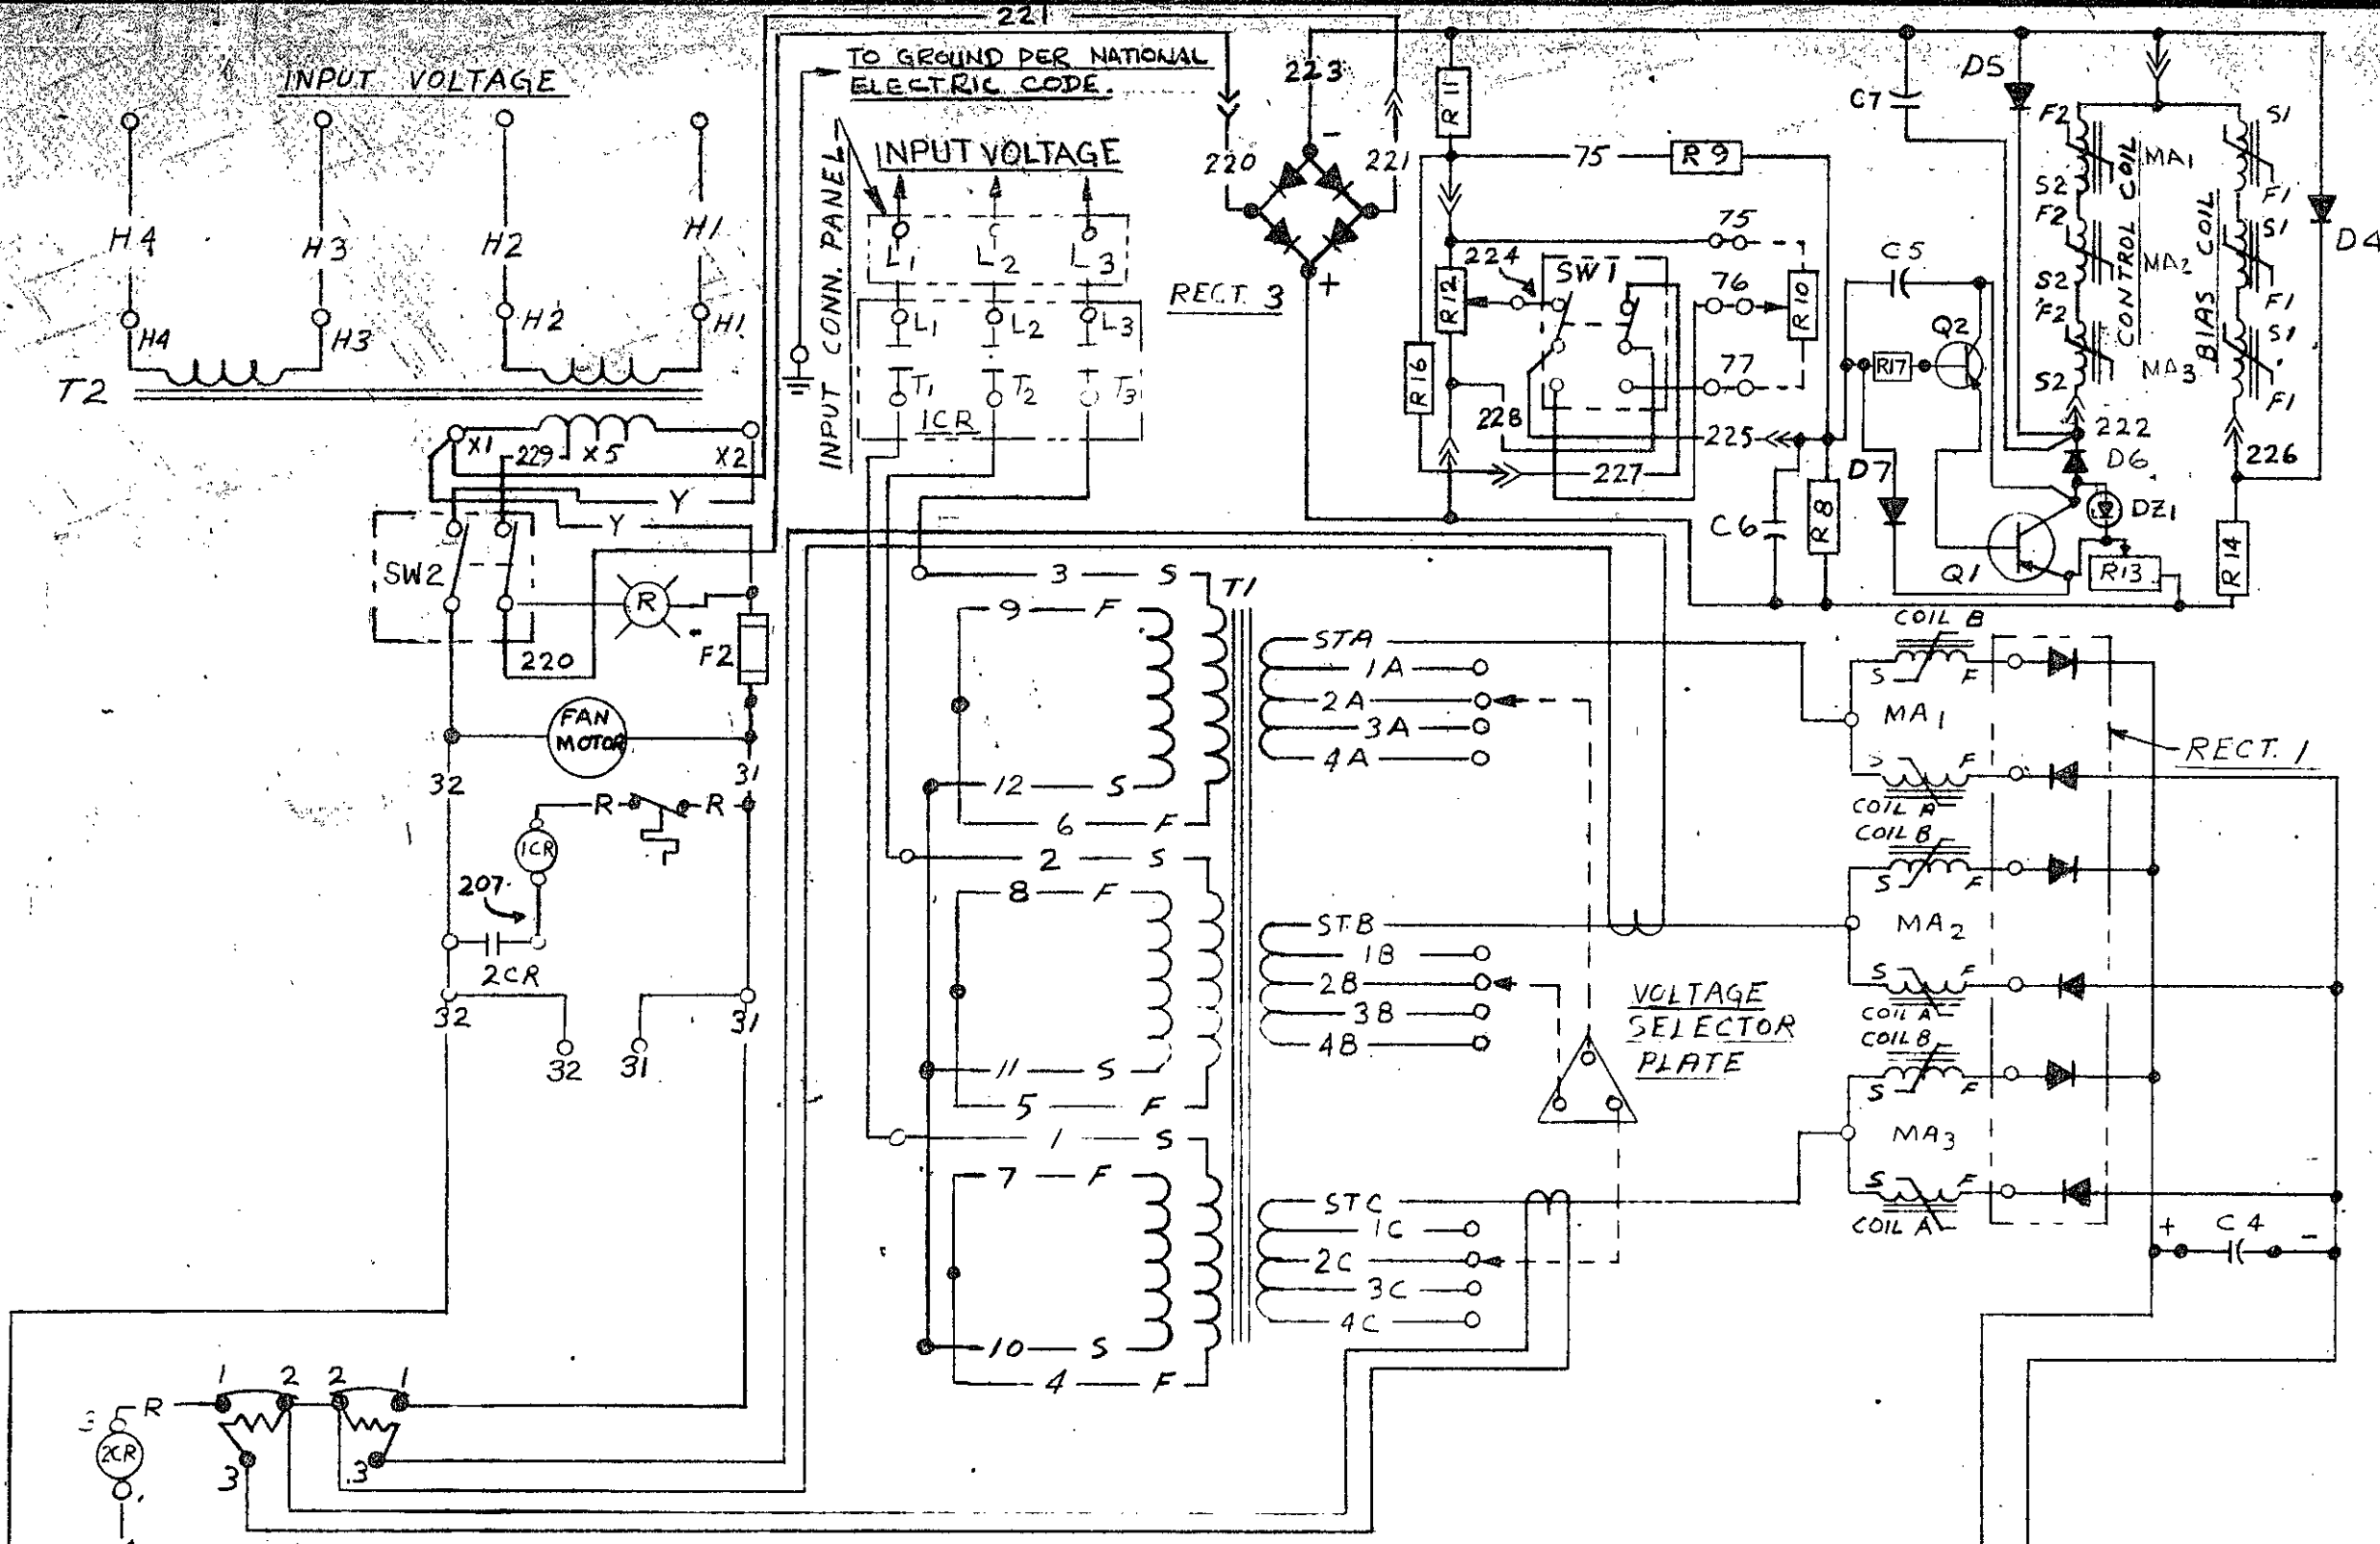 221
INPUT VOLTAGE
TO GROUND PER NATIONAL
ELECTRIC CODE.
INPUT CONN. PANEL
INPUT VOLTAGE
H4 H3 H2 H1
H4 H3 H2 H1
T2
X1 229 X5 X2
Y
Y
SW2
R
220
F2
FAN
MOTOR
32 31
R R
1CR
207
2CR
32 31
32 31
R
1 2 2 1
3
2CR
3 3
L1 L2 L3
L1 L2 L3
T1 T2 T3
1CR
220 223 221
-
+
RECT. 3
R11
75 R9
75
76
77
R10
R12
R16
224
SW1
228
225
227
C6
R8
C7
D5
C5
Q2
R17
D7
Q1
F2 S1
MA1
S2 F1
F2 S1
MA2
S2 F1
F2 S1
MA3
S2 F1
CONTROL COIL
BIAS COIL
D4
222
D6
226
DZ1
R13
R14
T1
3 S
9 F
12 S
6 F
2 S
8 F
11 S
5 F
1 S
7 F
10 S
4 F
STA
1A
2A
3A
4A
STB
1B
2B
3B
4B
STC
1C
2C
3C
4C
VOLTAGE
SELECTOR
PLATE
COIL B
S F
MA1
S F
COIL A
COIL B
S F
MA2
S F
COIL A
COIL B
S F
MA3
S F
COIL A
RECT. 1
+ C4 -